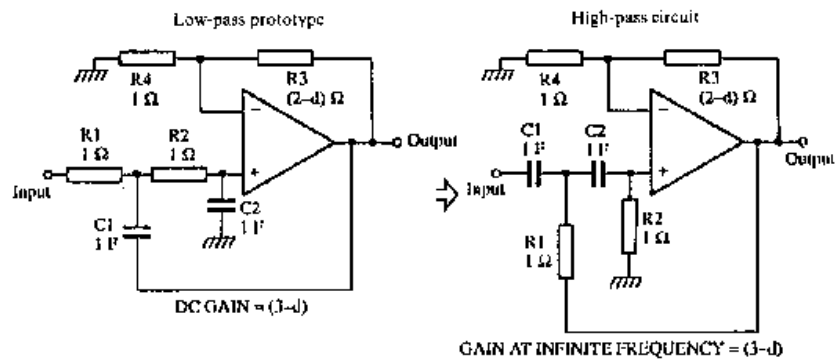 Low-pass prototype
R4
1 Ω
R3
(2–d) Ω
R1
1 Ω
R2
1 Ω
–
+
Output
Input
C1
1 F
C2
1 F
DC GAIN = (3–d)
High-pass circuit
R4
1 Ω
R3
(2–d) Ω
C1
1 F
C2
1 F
–
+
Output
Input
R1
1 Ω
R2
1 Ω
GAIN AT INFINITE FREQUENCY = (3–d)